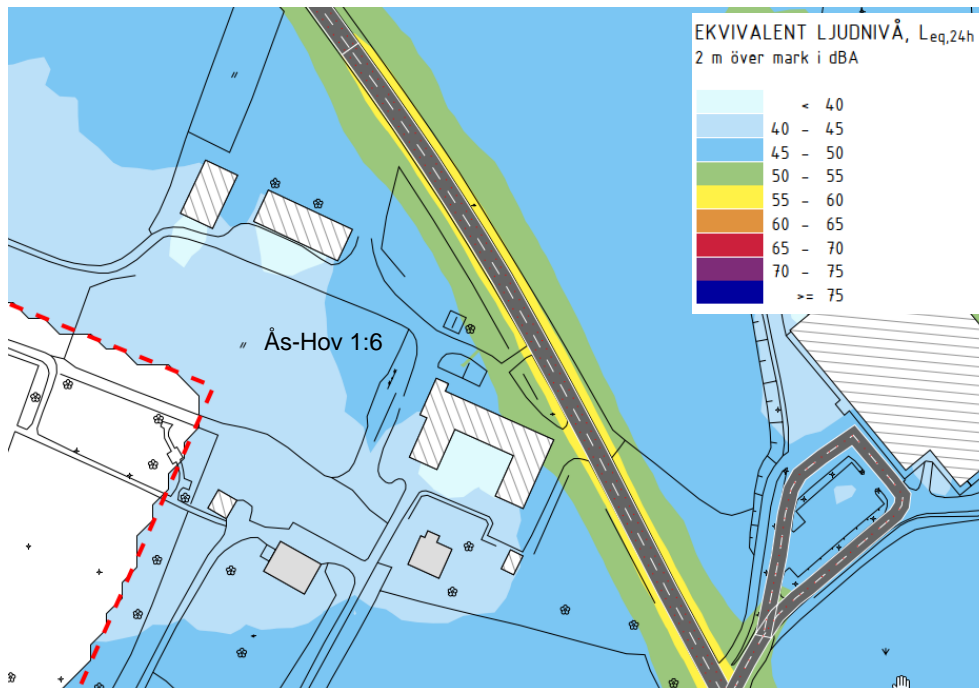 EKVIVALENT LJUDNIVÅ, Leq,24h
2 m över mark i dBA
< 40
40 - 45
45 - 50
50 - 55
55 - 60
60 - 65
65 - 70
70 - 75
>= 75
Ås-Hov 1:6